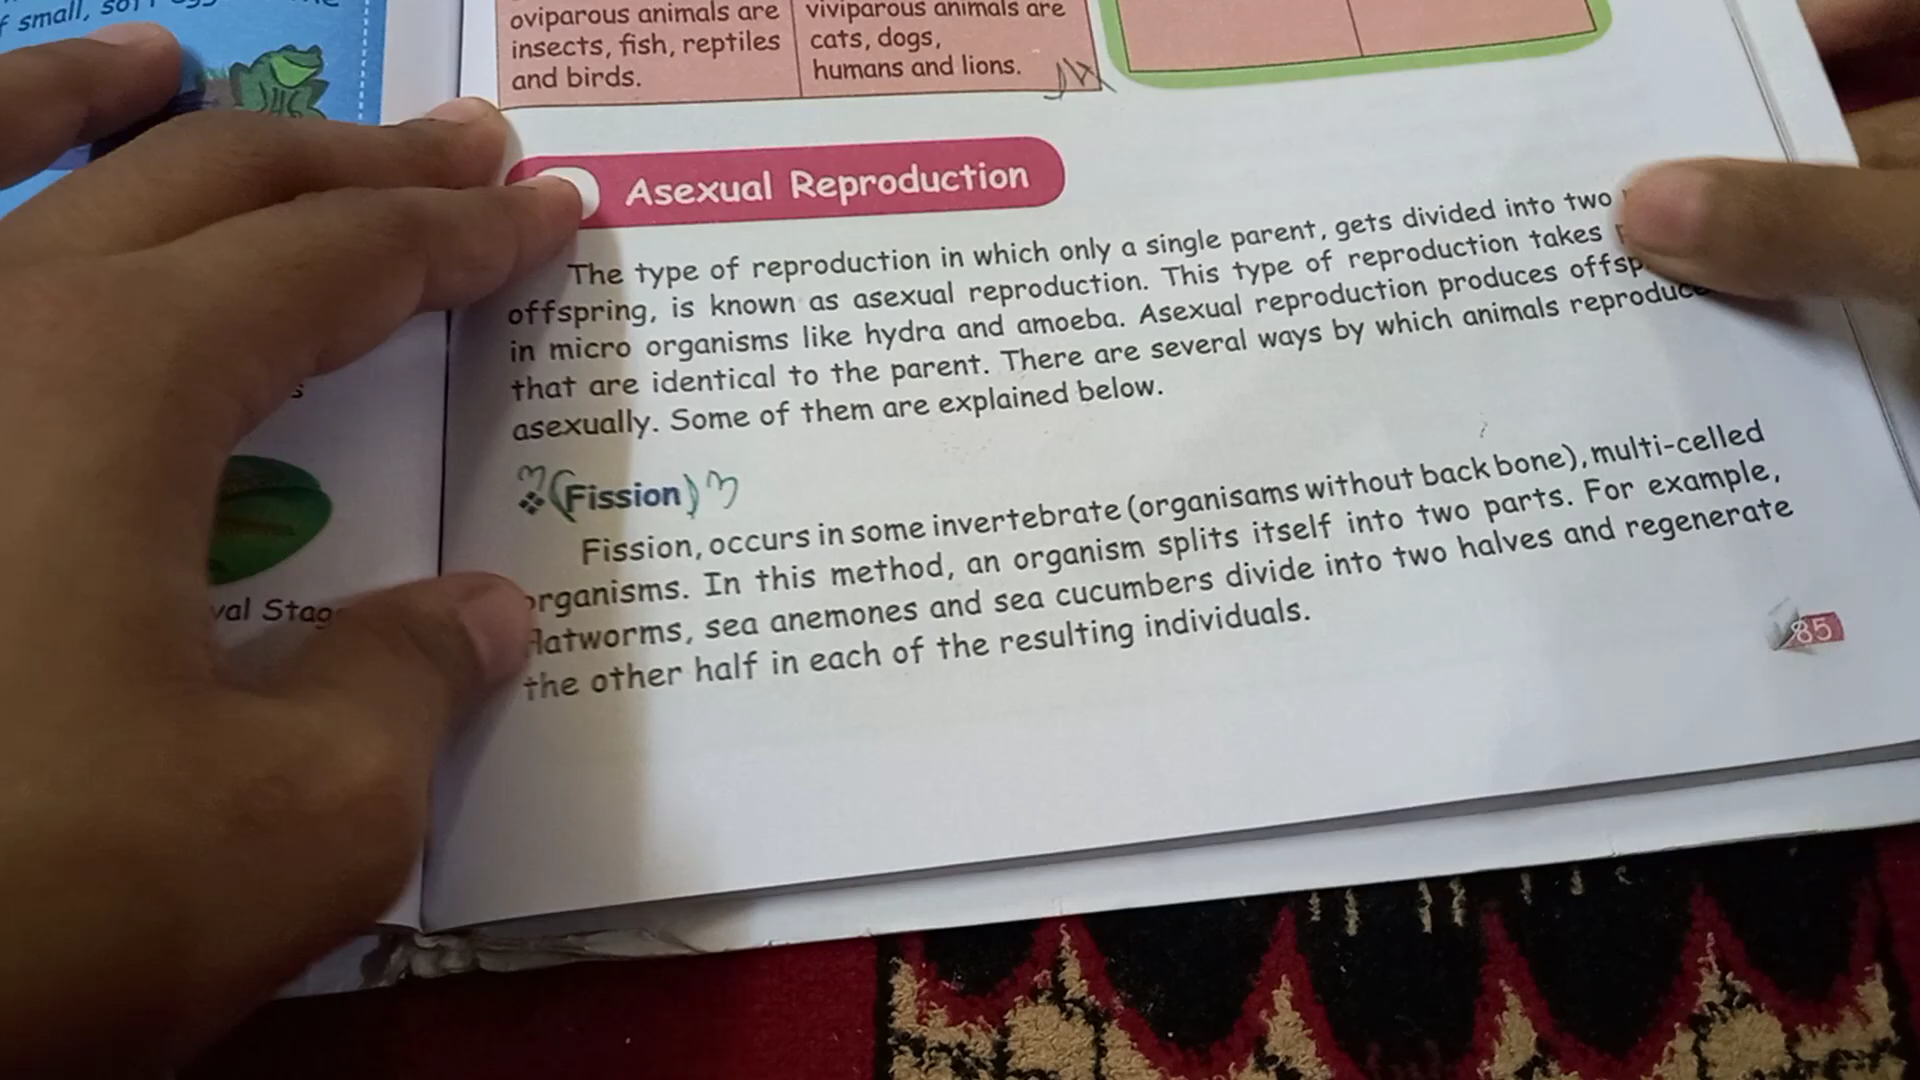 f small, soft
oviparous animals are
insects, fish, reptiles
and birds.
viviparous animals are
cats, dogs,
humans and lions.
Asexual Reproduction
The type of reproduction in which only a single parent, gets divided into two
offspring, is known as asexual reproduction. This type of reproduction takes
in micro organisms like hydra and amoeba. Asexual reproduction produces offsp
that are identical to the parent. There are several ways by which animals reproduce
asexually. Some of them are explained below.
(Fission)
Fission, occurs in some invertebrate (organisams without back bone), multi-celled
organisms. In this method, an organism splits itself into two parts. For example,
flatworms, sea anemones and sea cucumbers divide into two halves and regenerate
the other half in each of the resulting individuals.
val Stag
85